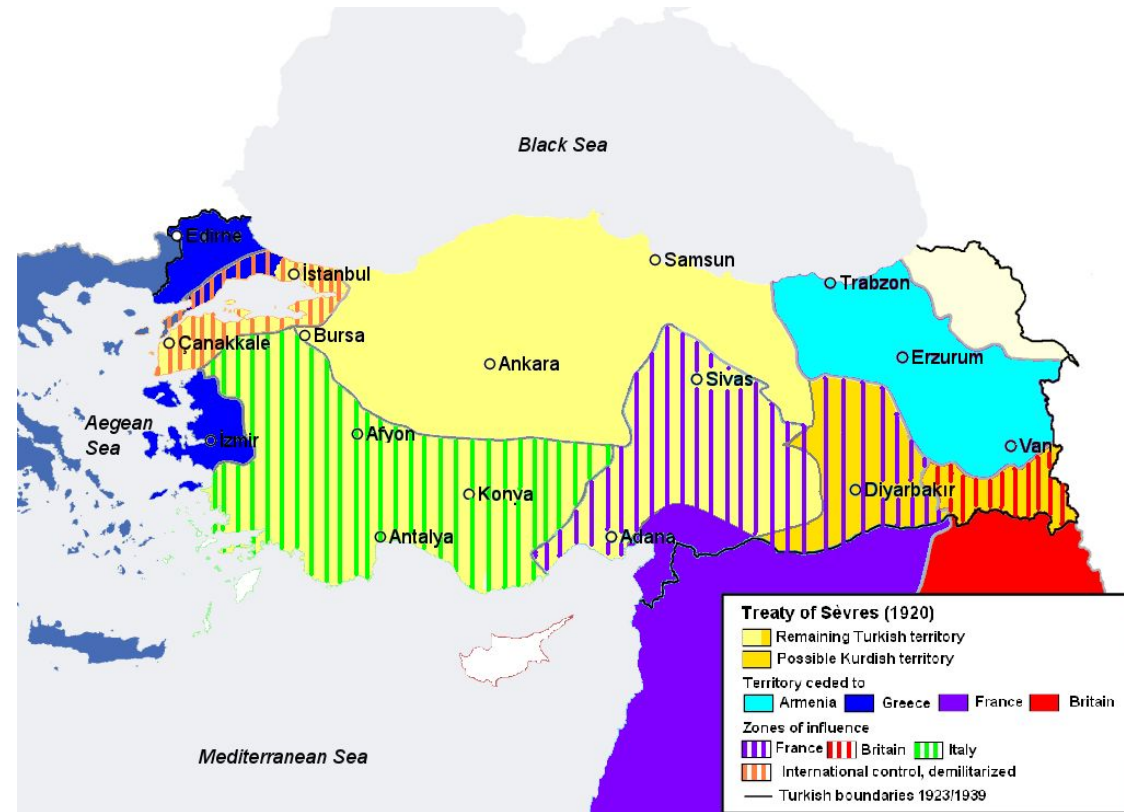 Black Sea
Edirne
İstanbul
Samsun
Trabzon
Çanakkale
Bursa
Ankara
Erzurum
Sivas
Aegean
Sea
İzmir
Afyon
Van
Konya
Diyarbakır
Antalya
Adana
Mediterranean Sea
Treaty of Sèvres (1920)
Remaining Turkish territory
Possible Kurdish territory
Territory ceded to
Armenia Greece France Britain
Zones of influence
France Britain Italy
International control, demilitarized
Turkish boundaries 1923/1939